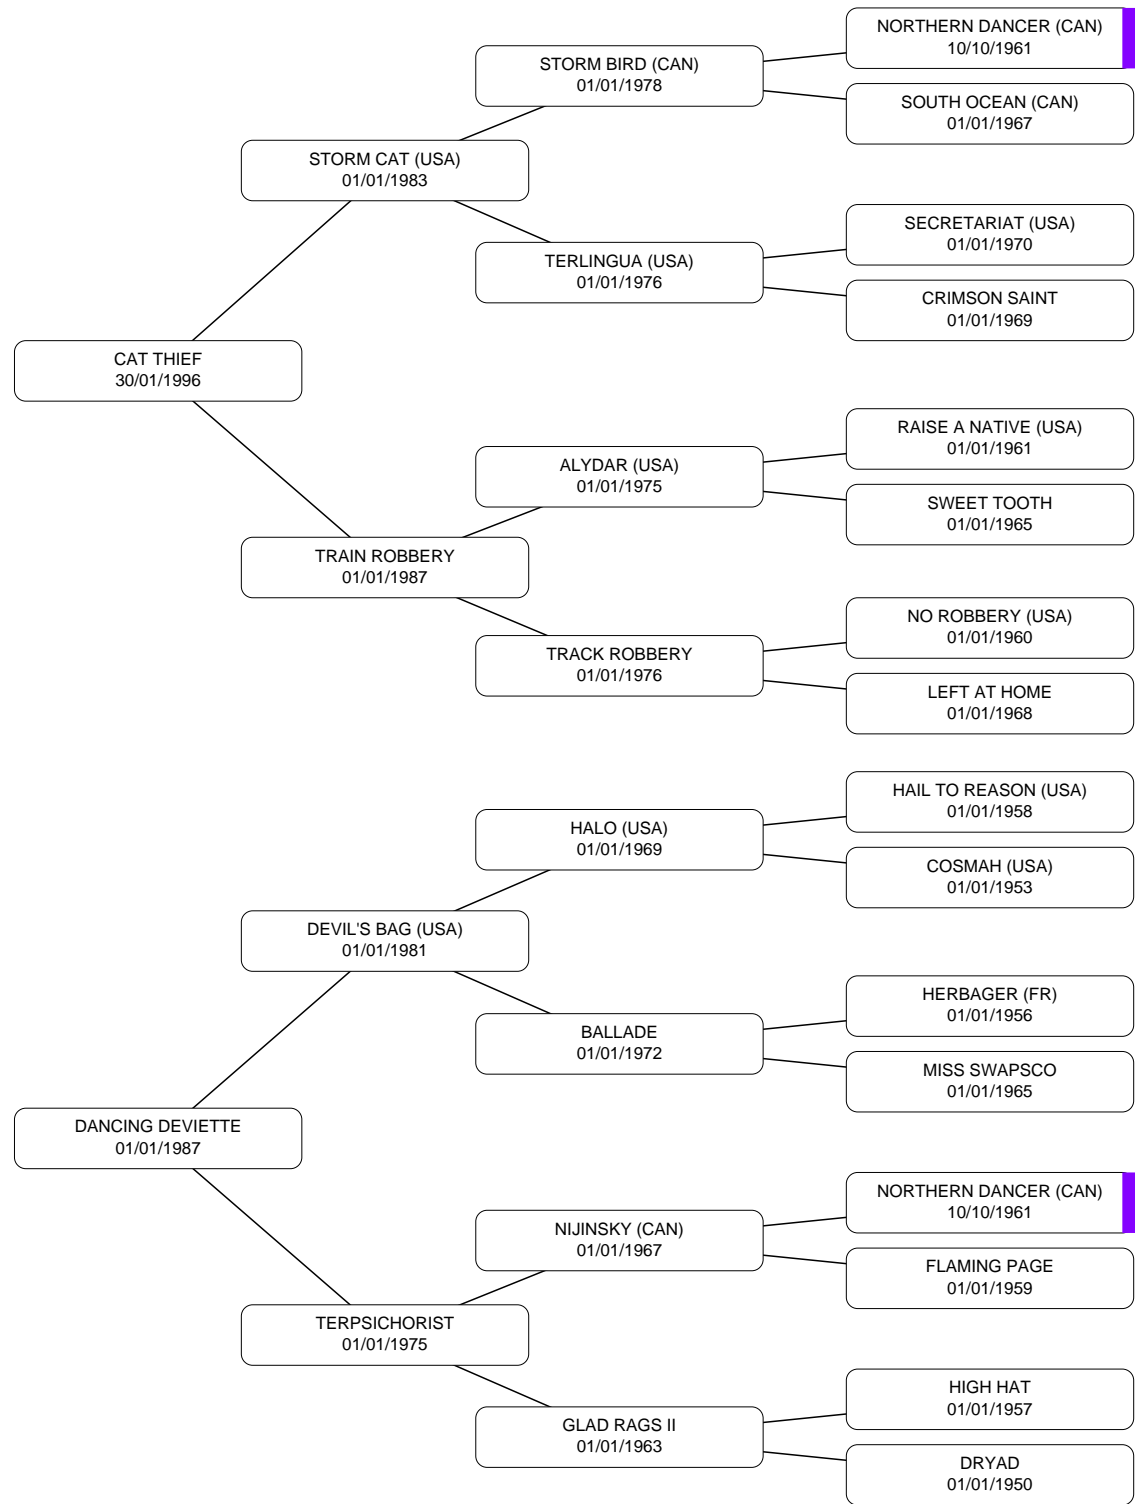 NORTHERN DANCER (CAN)
10/10/1961
STORM BIRD (CAN)
01/01/1978
SOUTH OCEAN (CAN)
01/01/1967
STORM CAT (USA)
01/01/1983
SECRETARIAT (USA)
01/01/1970
TERLINGUA (USA)
01/01/1976
CRIMSON SAINT
01/01/1969
CAT THIEF
30/01/1996
RAISE A NATIVE (USA)
01/01/1961
ALYDAR (USA)
01/01/1975
SWEET TOOTH
01/01/1965
TRAIN ROBBERY
01/01/1987
NO ROBBERY (USA)
01/01/1960
TRACK ROBBERY
01/01/1976
LEFT AT HOME
01/01/1968
HAIL TO REASON (USA)
01/01/1958
HALO (USA)
01/01/1969
COSMAH (USA)
01/01/1953
DEVIL'S BAG (USA)
01/01/1981
HERBAGER (FR)
01/01/1956
BALLADE
01/01/1972
MISS SWAPSCO
01/01/1965
DANCING DEVIETTE
01/01/1987
NORTHERN DANCER (CAN)
10/10/1961
NIJINSKY (CAN)
01/01/1967
FLAMING PAGE
01/01/1959
TERPSICHORIST
01/01/1975
HIGH HAT
01/01/1957
GLAD RAGS II
01/01/1963
DRYAD
01/01/1950